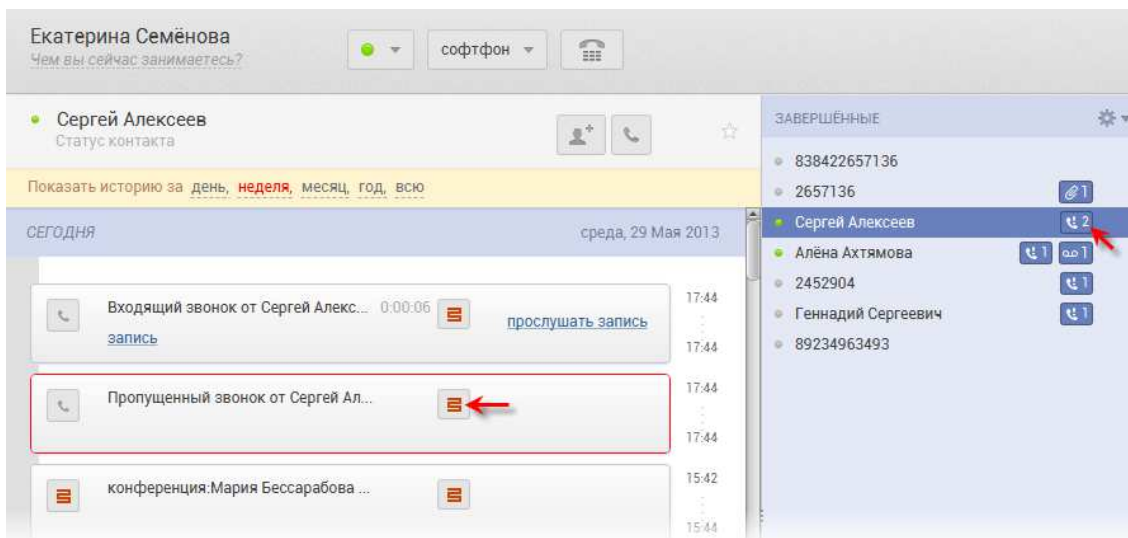 Екатерина Семёнова
Чем вы сейчас занимаетесь?
софтфон
Сергей Алексеев
Статус контакта
Показать историю за день, неделя, месяц, год, всю
СЕГОДНЯ среда, 29 Мая 2013
Входящий звонок от Сергей Алекс... 0:00:06
запись
прослушать запись
17:44
17:44
Пропущенный звонок от Сергей Ал...
17:44
17:44
конференция:Мария Бессарабова ...
15:42
15:44
ЗАВЕРШЁННЫЕ
838422657136
2657136 1
Сергей Алексеев 2
Алёна Ахтямова 1 1
2452904 1
Геннадий Сергеевич 1
89234963493